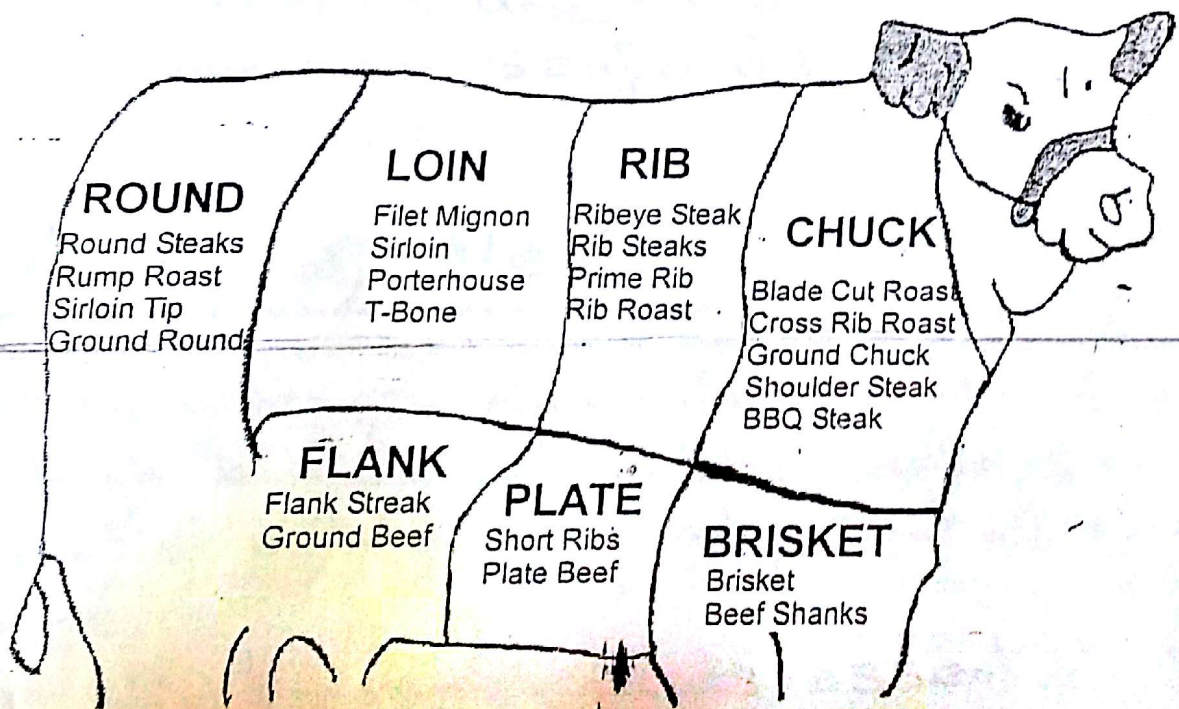 ROUND
Round Steaks
Rump Roast
Sirloin Tip
Ground Round
LOIN
Filet Mignon
Sirloin
Porterhouse
T-Bone
RIB
Ribeye Steak
Rib Steaks
Prime Rib
Rib Roast
CHUCK
Blade Cut Roast
Cross Rib Roast
Ground Chuck
Shoulder Steak
BBQ Steak
FLANK
Flank Streak
Ground Beef
PLATE
Short Ribs
Plate Beef
BRISKET
Brisket
Beef Shanks